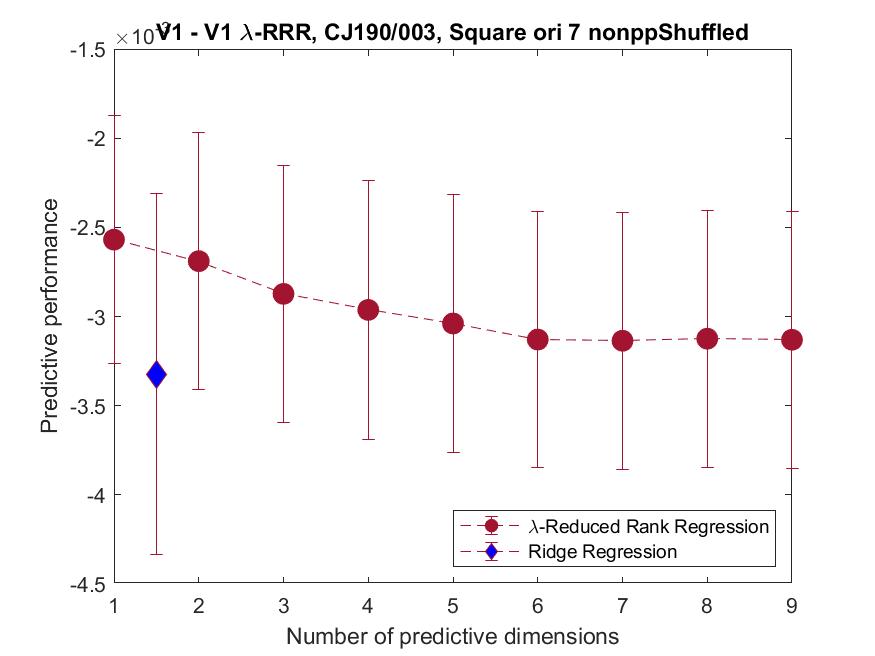 ×10⁻³
V1 - V1 λ-RRR, CJ190/003, Square ori 7 nonppShuffled
-1.5
-2
-2.5
-3
-3.5
-4
-4.5
Predictive performance
λ-Reduced Rank Regression
Ridge Regression
1 2 3 4 5 6 7 8 9
Number of predictive dimensions